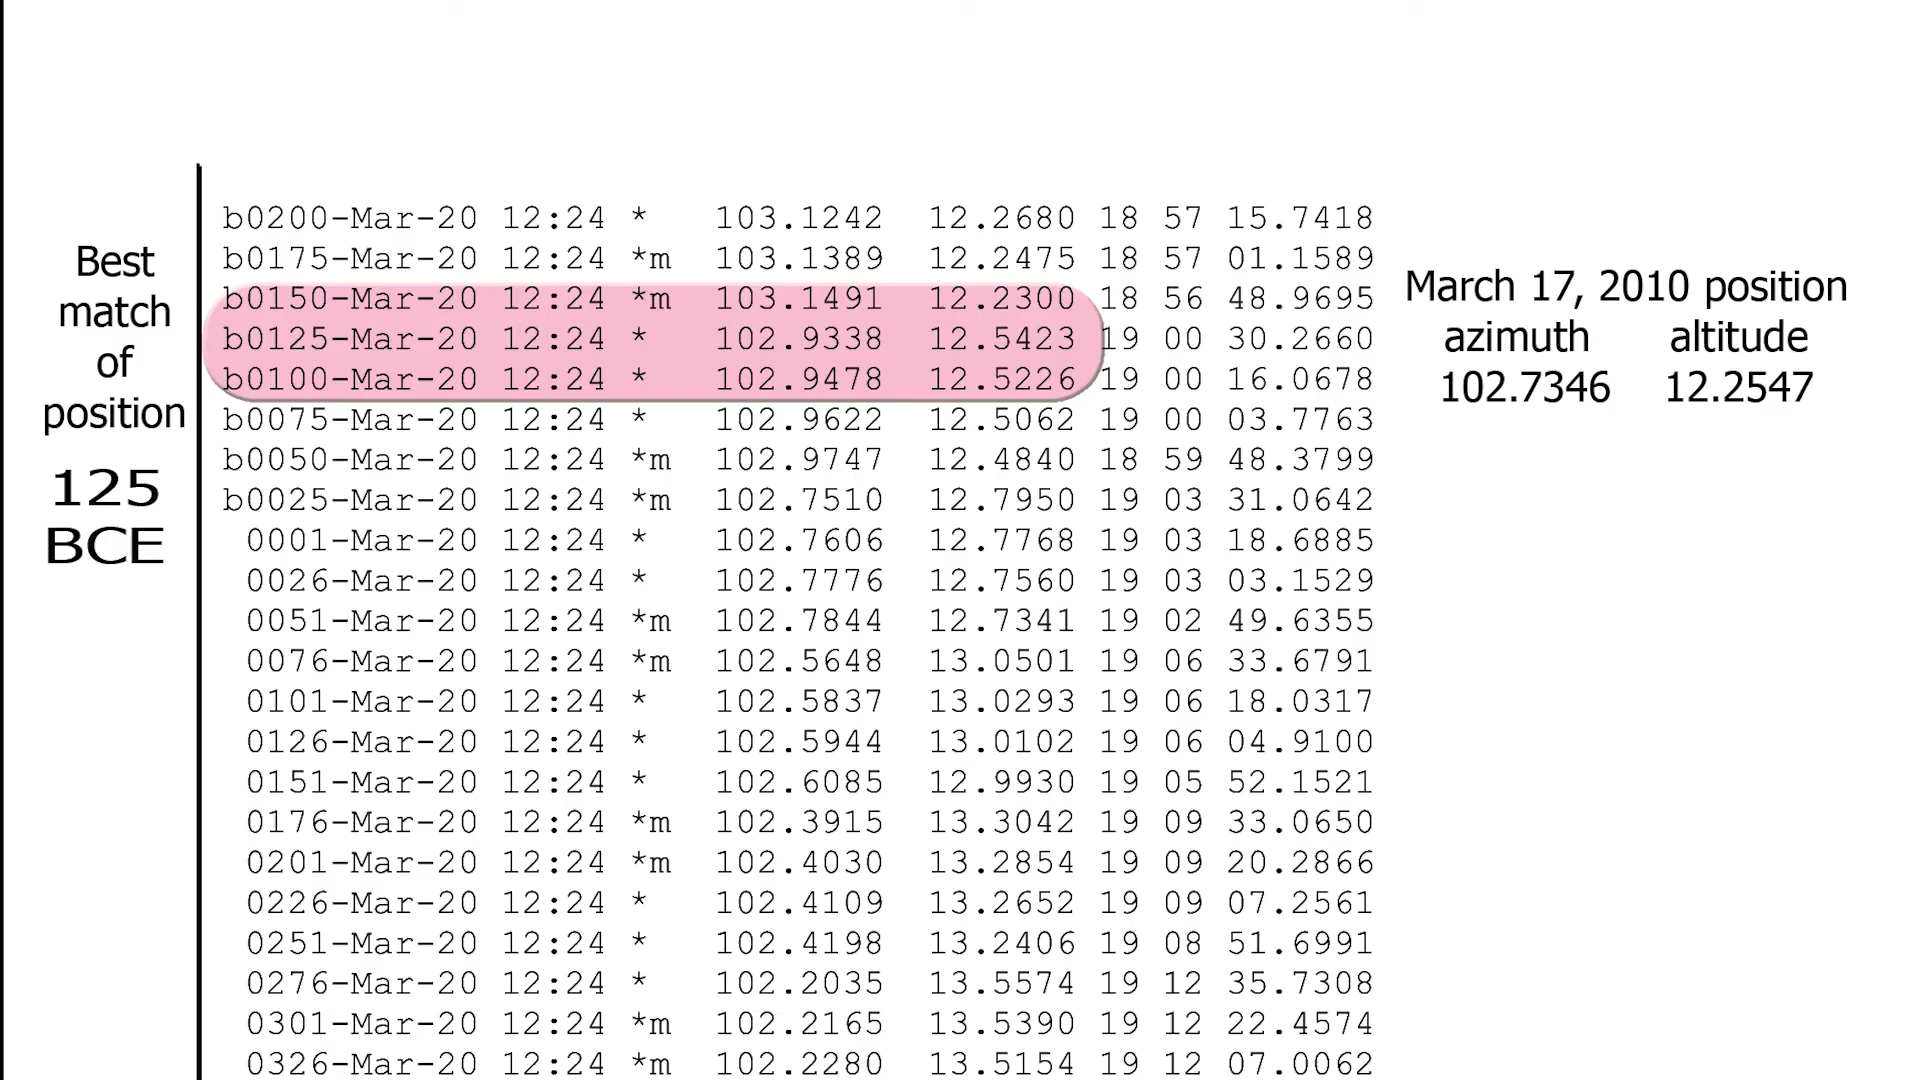 Best
match
of
position
125
BCE
b0200-Mar-20 12:24 * 103.1242 12.2680 18 57 15.7418
b0175-Mar-20 12:24 *m 103.1389 12.2475 18 57 01.1589
b0150-Mar-20 12:24 *m 103.1491 12.2300 18 56 48.9695
b0125-Mar-20 12:24 * 102.9338 12.5423 19 00 30.2660
b0100-Mar-20 12:24 * 102.9478 12.5226 19 00 16.0678
b0075-Mar-20 12:24 * 102.9622 12.5062 19 00 03.7763
b0050-Mar-20 12:24 *m 102.9747 12.4840 18 59 48.3799
b0025-Mar-20 12:24 *m 102.7510 12.7950 19 03 31.0642
0001-Mar-20 12:24 * 102.7606 12.7768 19 03 18.6885
0026-Mar-20 12:24 * 102.7776 12.7560 19 03 03.1529
0051-Mar-20 12:24 *m 102.7844 12.7341 19 02 49.6355
0076-Mar-20 12:24 *m 102.5648 13.0501 19 06 33.6791
0101-Mar-20 12:24 * 102.5837 13.0293 19 06 18.0317
0126-Mar-20 12:24 * 102.5944 13.0102 19 06 04.9100
0151-Mar-20 12:24 * 102.6085 12.9930 19 05 52.1521
0176-Mar-20 12:24 *m 102.3915 13.3042 19 09 33.0650
0201-Mar-20 12:24 *m 102.4030 13.2854 19 09 20.2866
0226-Mar-20 12:24 * 102.4109 13.2652 19 09 07.2561
0251-Mar-20 12:24 * 102.4198 13.2406 19 08 51.6991
0276-Mar-20 12:24 * 102.2035 13.5574 19 12 35.7308
0301-Mar-20 12:24 *m 102.2165 13.5390 19 12 22.4574
0326-Mar-20 12:24 *m 102.2280 13.5154 19 12 07.0062
March 17, 2010 position
azimuth altitude
102.7346 12.2547